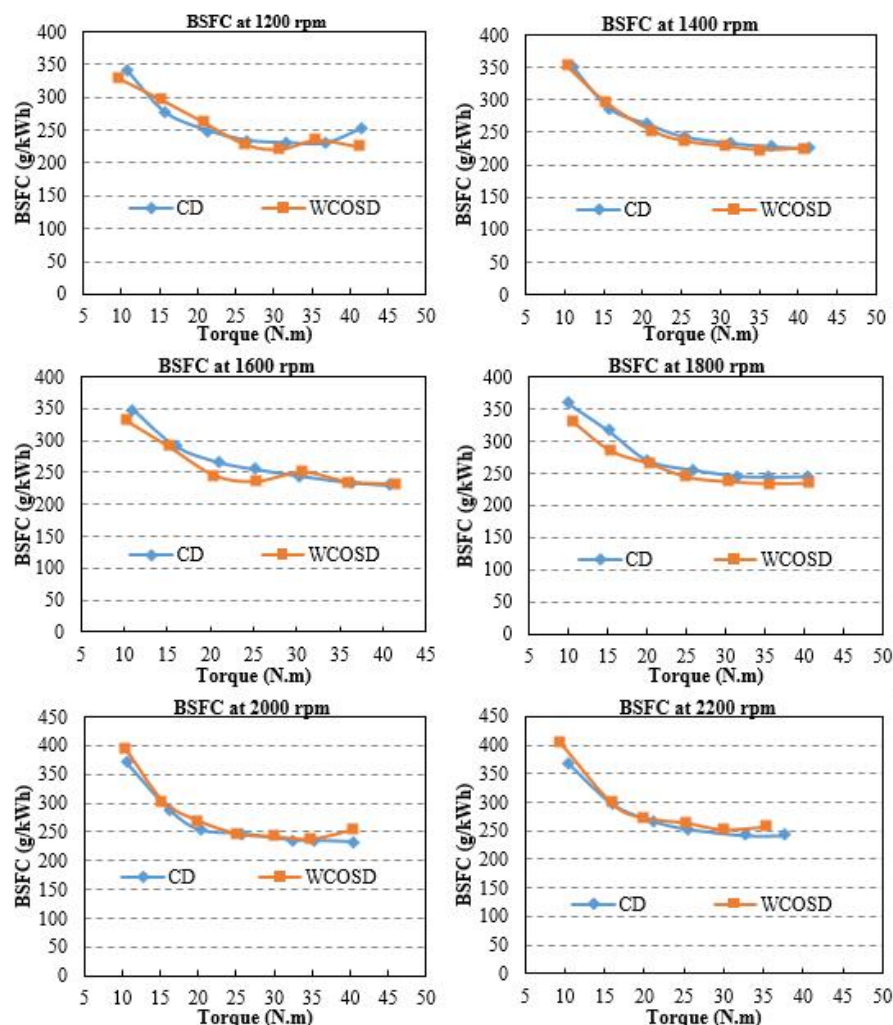 BSFC at 1200 rpm
BSFC (g/kWh)
400
350
300
250
200
150
100
50
0
CD
WCOSD
5 10 15 20 25 30 35 40 45 50
Torque (N.m)
BSFC at 1400 rpm
BSFC (g/kWh)
400
350
300
250
200
150
100
50
0
CD
WCOSD
5 10 15 20 25 30 35 40 45 50
Torque (N.m)
BSFC at 1600 rpm
BSFC (g/kWh)
400
350
300
250
200
150
100
50
0
CD
WCOSD
5 10 15 20 25 30 35 40 45
Torque (N.m)
BSFC at 1800 rpm
BSFC (g/kWh)
400
350
300
250
200
150
100
50
0
CD
WCOSD
5 10 15 20 25 30 35 40 45 50
Torque (N.m)
BSFC at 2000 rpm
BSFC (g/kWh)
450
400
350
300
250
200
150
100
50
0
CD
WCOSD
5 10 15 20 25 30 35 40 45 50
Torque (N.m)
BSFC at 2200 rpm
BSFC (g/kWh)
450
400
350
300
250
200
150
100
50
0
CD
WCOSD
5 10 15 20 25 30 35 40 45 50
Torque (N.m)